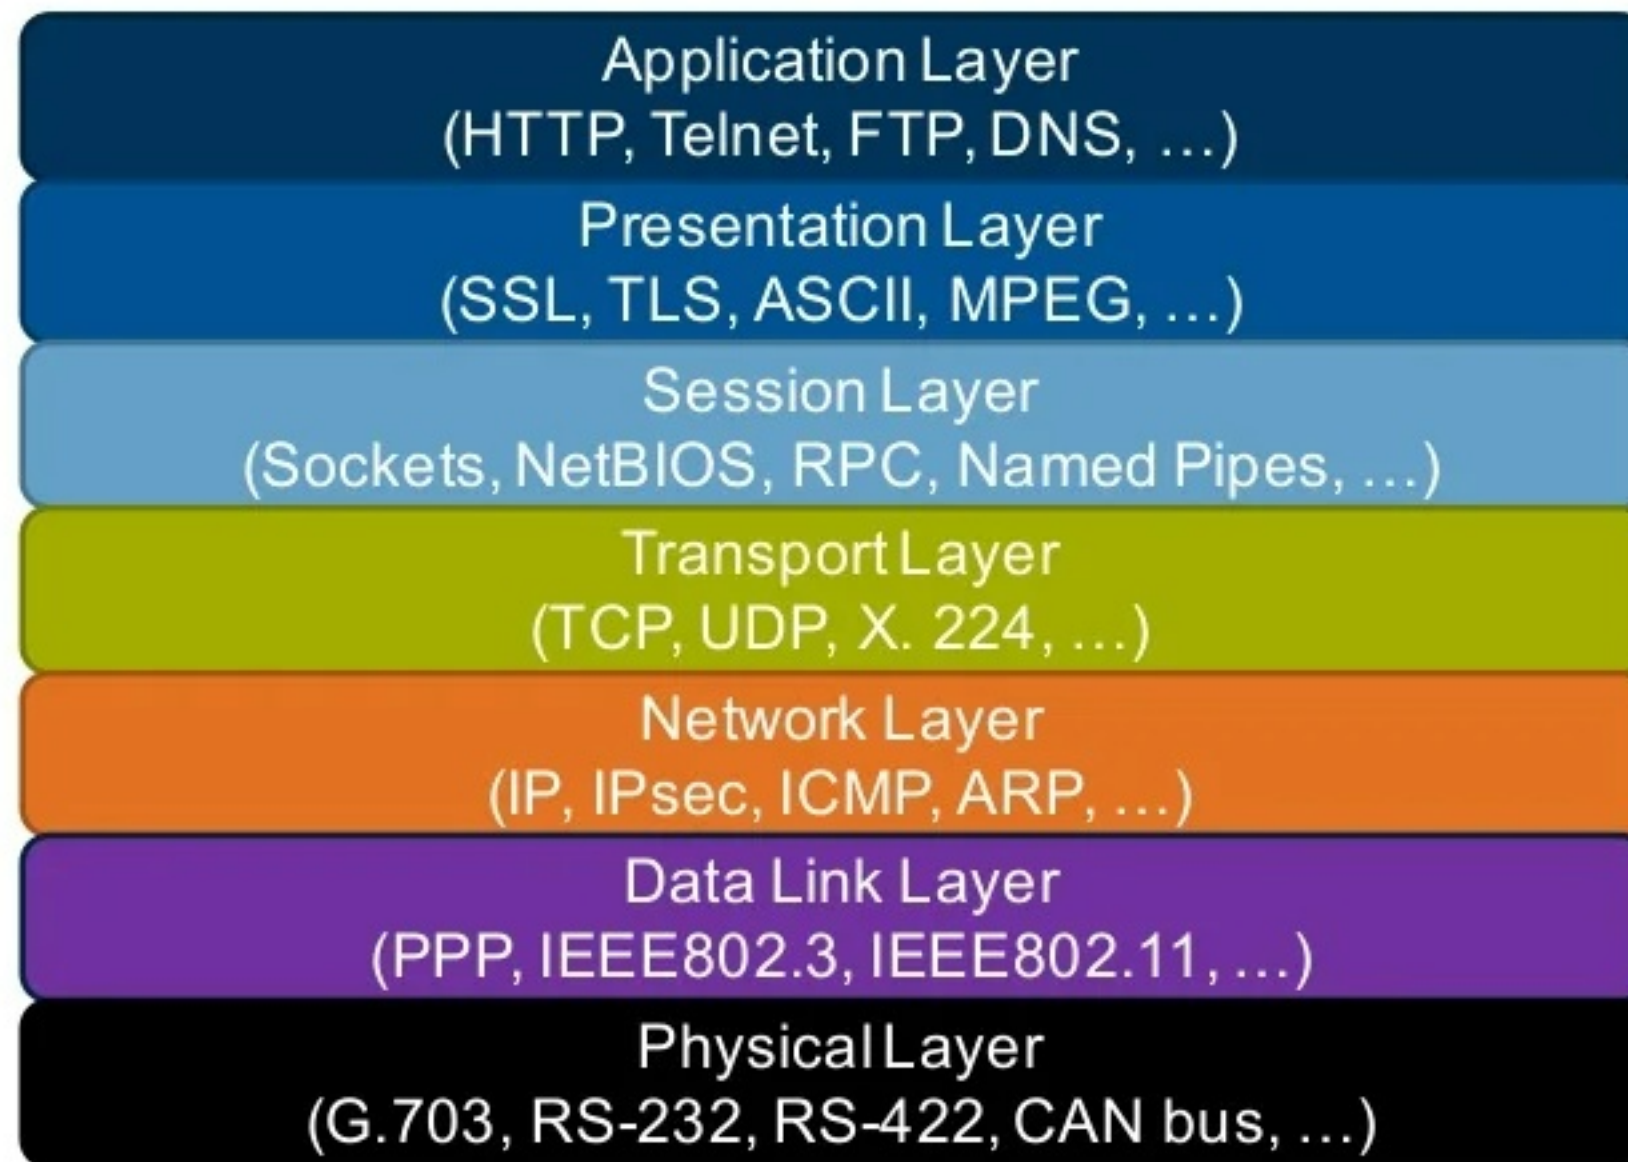 Application Layer
(HTTP, Telnet, FTP, DNS, …)
Presentation Layer
(SSL, TLS, ASCII, MPEG, …)
Session Layer
(Sockets, NetBIOS, RPC, Named Pipes, …)
Transport Layer
(TCP, UDP, X. 224, …)
Network Layer
(IP, IPsec, ICMP, ARP, …)
Data Link Layer
(PPP, IEEE802.3, IEEE802.11, …)
Physical Layer
(G.703, RS-232, RS-422, CAN bus, …)